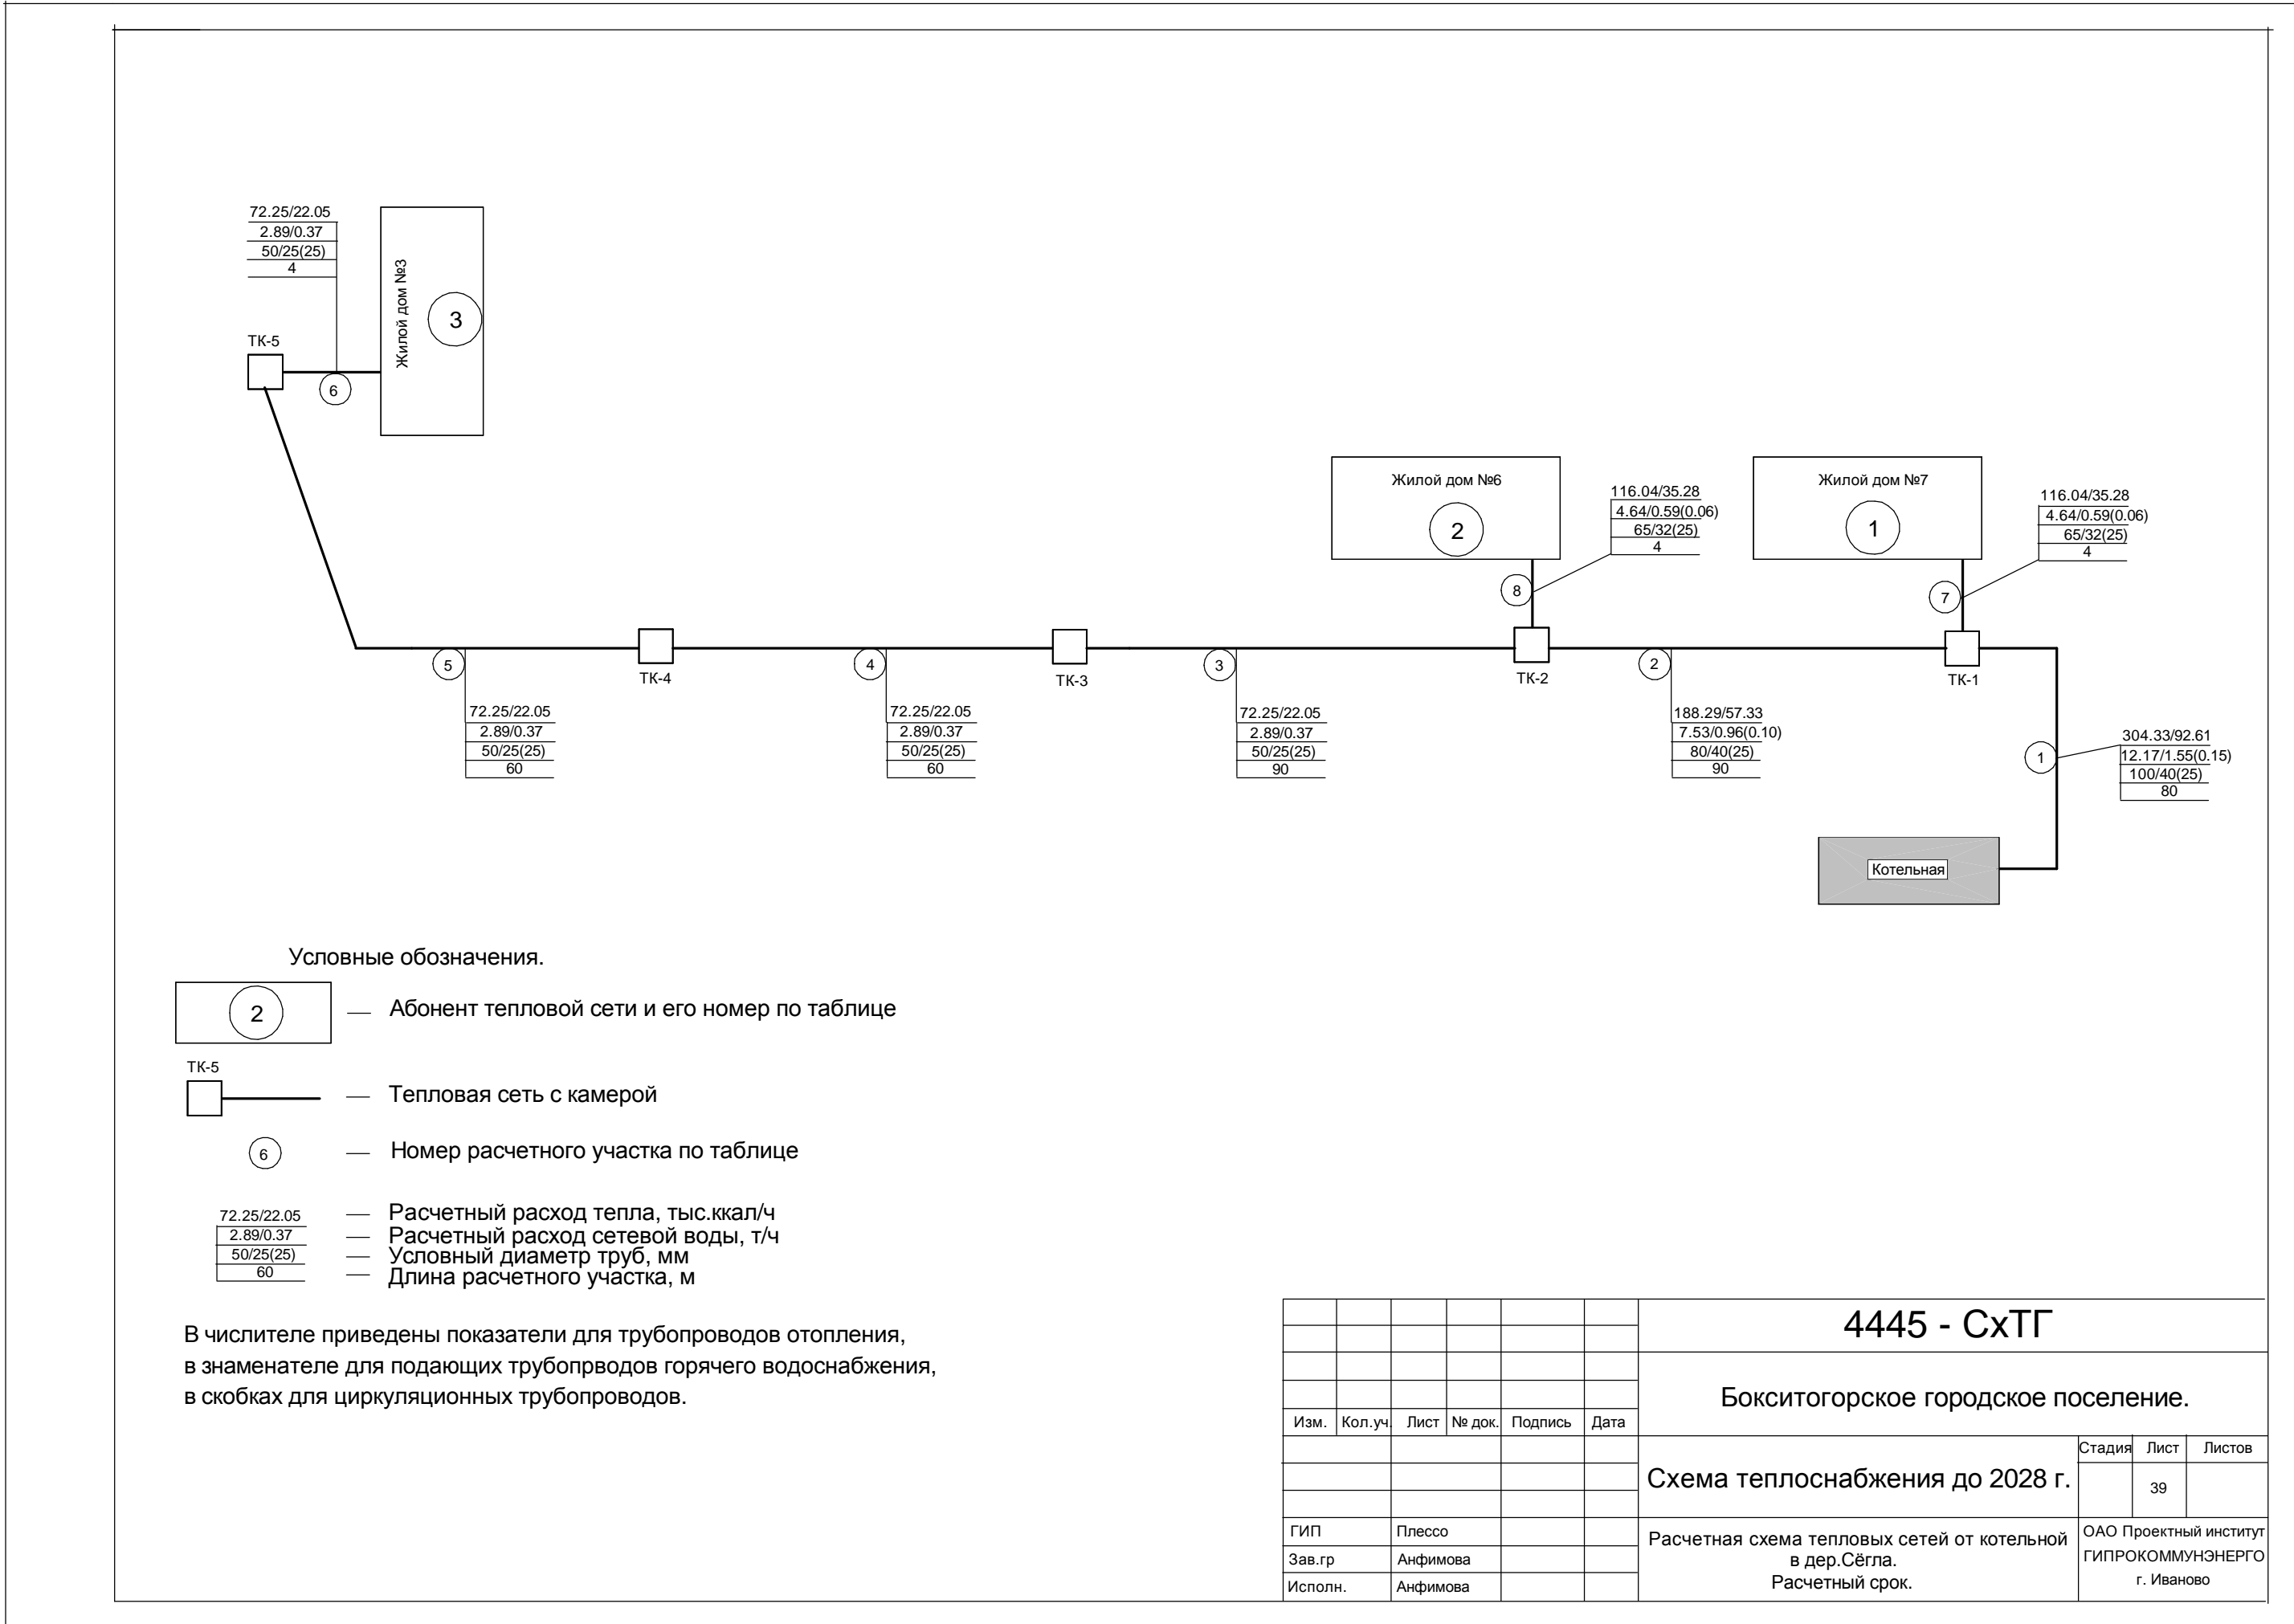 72.25/22.05
2.89/0.37
50/25(25)
4
Жилой дом №3
3
ТК-5
6
Жилой дом №6
2
116.04/35.28
4.64/0.59(0.06)
65/32(25)
4
8
Жилой дом №7
1
116.04/35.28
4.64/0.59(0.06)
65/32(25)
4
7
5
ТК-4
4
ТК-3
3
ТК-2
2
ТК-1
72.25/22.05
2.89/0.37
50/25(25)
60
72.25/22.05
2.89/0.37
50/25(25)
60
72.25/22.05
2.89/0.37
50/25(25)
90
188.29/57.33
7.53/0.96(0.10)
80/40(25)
90
1
304.33/92.61
12.17/1.55(0.15)
100/40(25)
80
Котельная
Условные обозначения.
2 — Абонент тепловой сети и его номер по таблице
ТК-5
— Тепловая сеть с камерой
6 — Номер расчетного участка по таблице
72.25/22.05 — Расчетный расход тепла, тыс.ккал/ч
2.89/0.37 — Расчетный расход сетевой воды, т/ч
50/25(25) — Условный диаметр труб, мм
60 — Длина расчетного участка, м
В числителе приведены показатели для трубопроводов отопления,
в знаменателе для подающих трубопрводов горячего водоснабжения,
в скобках для циркуляционных трубопроводов.
4445 - СхТГ
Бокситогорское городское поселение.
Изм. Кол.уч. Лист № док. Подпись Дата
Схема теплоснабжения до 2028 г.
Стадия Лист Листов
39
ГИП Плессо
Зав.гр Анфимова
Исполн. Анфимова
Расчетная схема тепловых сетей от котельной
в дер.Сёгла.
Расчетный срок.
ОАО Проектный институт
ГИПРОКОММУНЭНЕРГО
г. Иваново